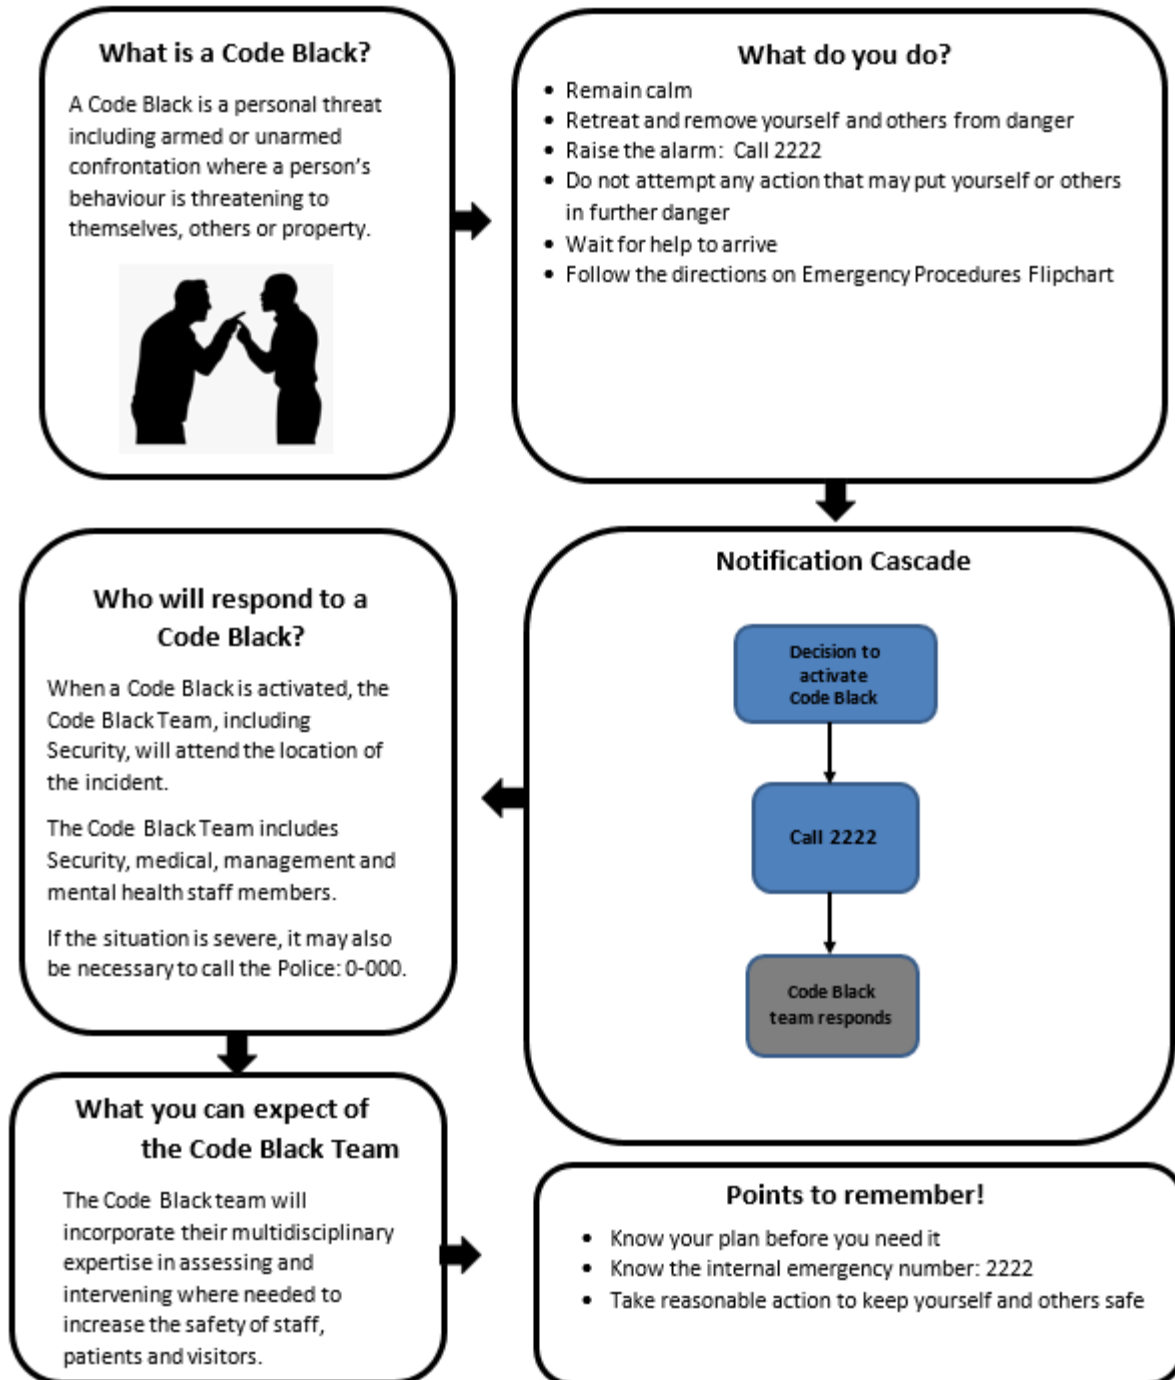 What is a Code Black?
A Code Black is a personal threat
including armed or unarmed
confrontation where a person's
behaviour is threatening to
themselves, others or property.
What do you do?
• Remain calm
• Retreat and remove yourself and others from danger
• Raise the alarm: Call 2222
• Do not attempt any action that may put yourself or others
in further danger
• Wait for help to arrive
• Follow the directions on Emergency Procedures Flipchart
Notification Cascade
Decision to
activate
Code Black
Call 2222
Code Black
team responds
Who will respond to a
Code Black?
When a Code Black is activated, the
Code Black Team, including
Security, will attend the location of
the incident.
The Code Black Team includes
Security, medical, management and
mental health staff members.
If the situation is severe, it may also
be necessary to call the Police: 0-000.
What you can expect of
the Code Black Team
The Code Black team will
incorporate their multidisciplinary
expertise in assessing and
intervening where needed to
increase the safety of staff,
patients and visitors.
Points to remember!
• Know your plan before you need it
• Know the internal emergency number: 2222
• Take reasonable action to keep yourself and others safe